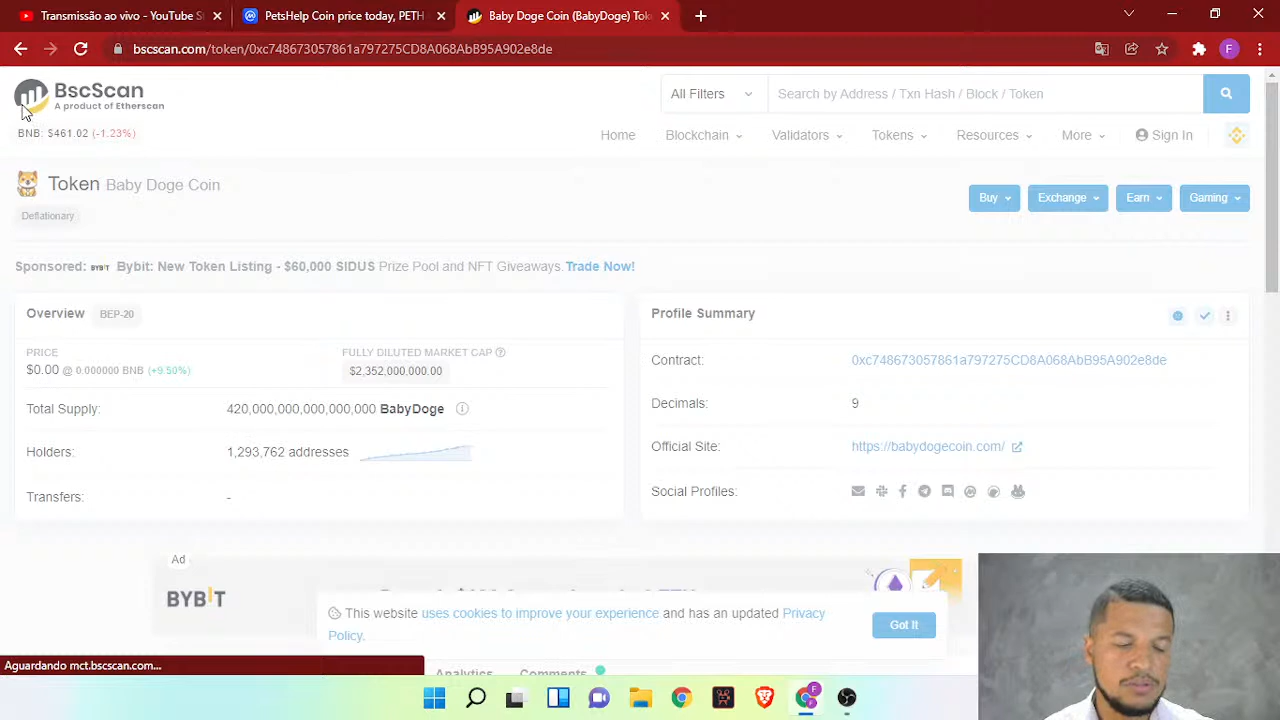 Transmissão ao vivo - YouTube S
PetsHelp Coin price today, PETH
Baby Doge Coin (BabyDoge) Tok
bscscan.com/token/0xc748673057861a797275CD8A068AbB95A902e8de
F
BscScan
A product of Etherscan
All Filters
Search by Address / Txn Hash / Block / Token
BNB: $461.02 (-1.23%)
Home
Blockchain
Validators
Tokens
Resources
More
Sign In
Token Baby Doge Coin
Buy
Exchange
Earn
Gaming
Deflationary
Sponsored: BYBIT Bybit: New Token Listing - $60,000 SIDUS Prize Pool and NFT Giveaways. Trade Now!
Overview BEP-20
PRICE
$0.00 @ 0.000000 BNB (+9.50%)
FULLY DILUTED MARKET CAP
$2,352,000,000.00
Total Supply: 420,000,000,000,000,000 BabyDoge
Holders: 1,293,762 addresses
Transfers: -
Profile Summary
Contract: 0xc748673057861a797275CD8A068AbB95A902e8de
Decimals: 9
Official Site: https://babydogecoin.com/
Social Profiles:
Ad
BYBIT
This website uses cookies to improve your experience and has an updated Privacy
Policy.
Got It
Aguardando mct.bscscan.com...
Analytics
Comments